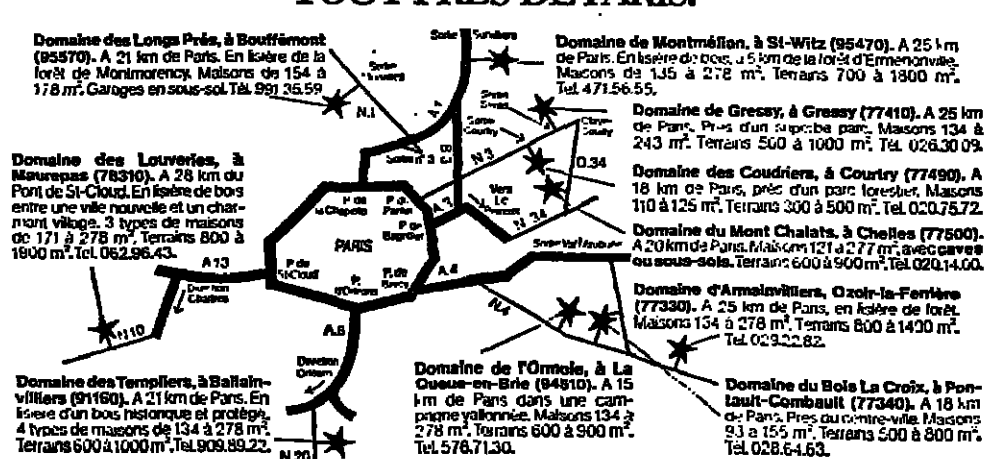 TOUT PRES DE PARIS.
Domaine des Longs Prés, à Bouffémont
(95570). A 21 km de Paris. En lisière de la
forêt de Montmorency. Maisons de 154 à
178 m². Garages en sous-sol. Tél. 991.35.59
Domaine de Montmélian, à St-Witz (95470). A 25 km
de Paris. En lisière de bois, à 5 km de la forêt d'Ermenonville.
Maisons de 135 à 278 m². Terrains 700 à 1800 m².
Tel. 471.56.55.
Domaine de Gressy, à Gressy (77410). A 25 km
de Paris. Près d'un superbe parc. Maisons 134 à
243 m². Terrains 500 à 1000 m². Tél. 026.30.09.
Domaine des Louveries, à
Maurepas (78310). A 28 km du
Pont de St-Cloud. En lisière de bois
entre une ville nouvelle et un char-
mant village. 3 types de maisons
de 171 à 278 m². Terrains 800 à
1900 m². Tel. 062.96.43.
Domaine des Coudriers, à Courtry (77490). A
18 km de Paris, près d'un parc forestier. Maisons
110 à 125 m². Terrains 300 à 500 m². Tel. 020.75.72.
Domaine du Mont Chalats, à Chelles (77500).
A 20 km de Paris. Maisons 121 à 277 m², avec caves
ou sous-sols. Terrains 600 à 900 m². Tel. 020.14.00.
Domaine d'Armainvilliers, Ozoir-la-Ferrière
(77330). A 25 km de Paris, en lisière de forêt.
Maisons 134 à 278 m². Terrains 800 à 1400 m².
Tel. 029.22.82.
Domaine des Templiers, à Ballain-
villiers (91160). A 21 km de Paris. En
lisière d'un bois historique et protégé.
4 types de maisons de 134 à 278 m².
Terrains 600 à 1000 m². Tel. 909.89.22.
Domaine de l'Ormoie, à La
Queue-en-Brie (94510). A 15
km de Paris dans une cam-
pagne vallonnée. Maisons 134 à
278 m². Terrains 600 à 900 m².
Tel. 576.71.30.
Domaine du Bois La Croix, à Pon-
tault-Combault (77340). A 18 km
de Paris. Près du centre-ville. Maisons
93 à 155 m². Terrains 500 à 800 m².
Tel. 028.64.63.
N.1
A.1
N.3
D.34
N.34
A.3
Vers
P. de
la Chapelle
P. de
Pantin
P. de
Bagnolet
PARIS
P. de
St-Cloud
P.
d'Orléans
P. de
Bercy
A.13
A.4
N.4
N 10
A.6
Direction
Chartres
Direction
Orléans
N.20